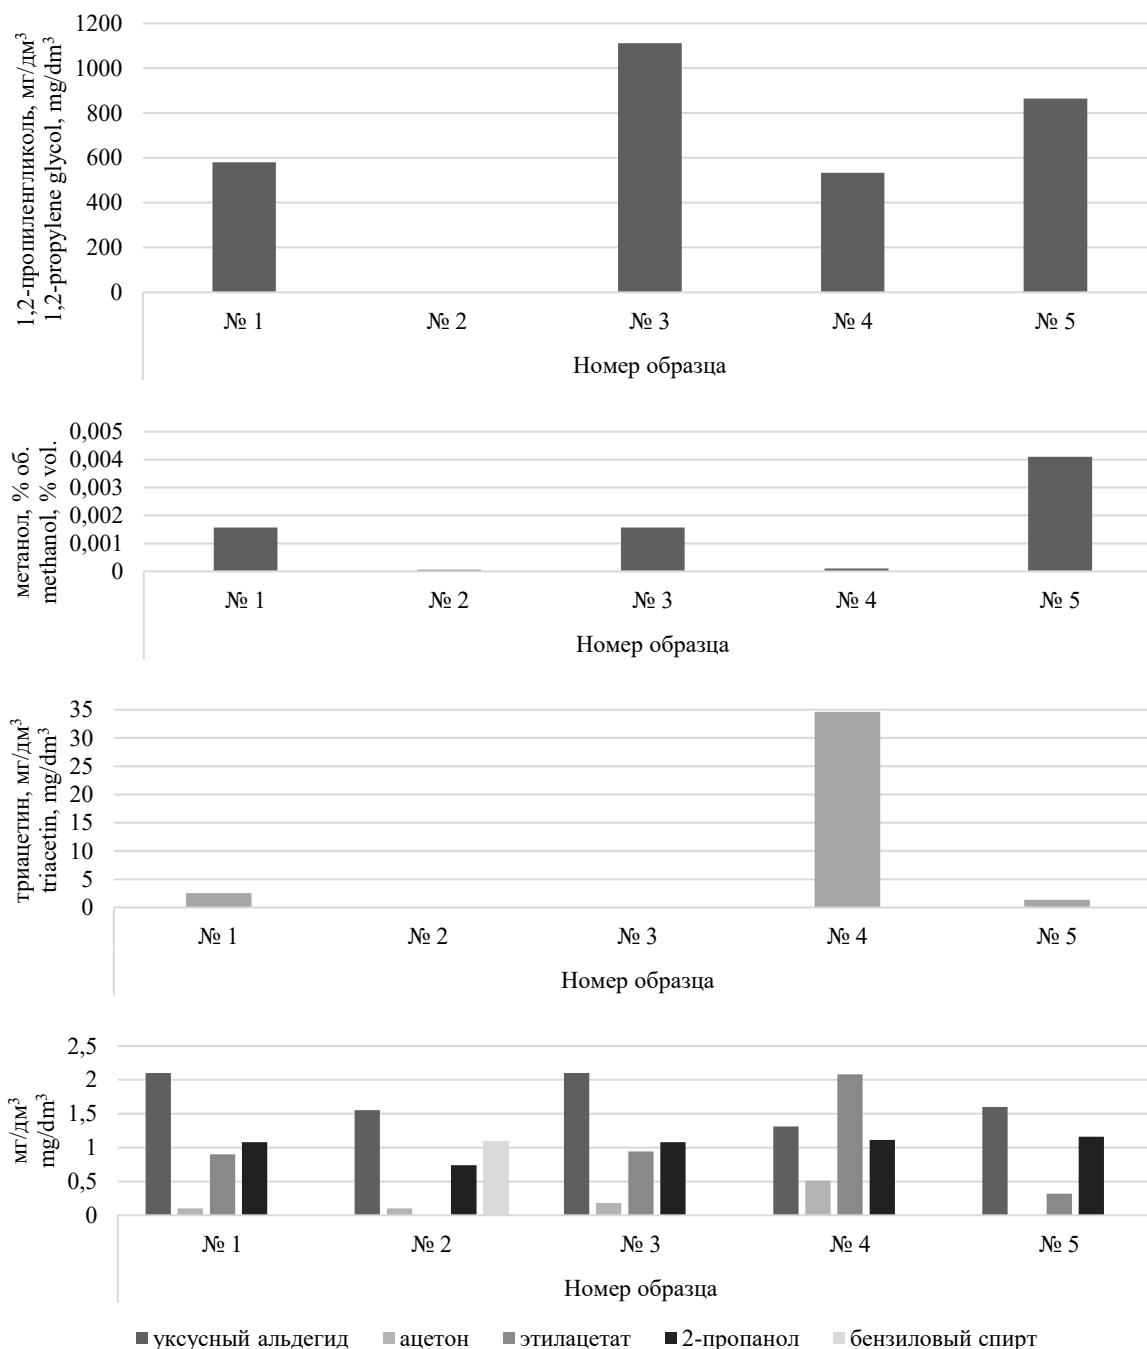 1,2-пропиленгликоль, мг/дм³
1,2-propylene glycol, mg/dm³
1200
1000
800
600
400
200
0
№ 1 № 2 № 3 № 4 № 5
Номер образца
метанол, % об.
methanol, % vol.
0,005
0,004
0,003
0,002
0,001
0
№ 1 № 2 № 3 № 4 № 5
Номер образца
триацетин, мг/дм³
triacetin, mg/dm³
35
30
25
20
15
10
5
0
№ 1 № 2 № 3 № 4 № 5
Номер образца
мг/дм³
mg/dm³
2,5
2
1,5
1
0,5
0
№ 1 № 2 № 3 № 4 № 5
Номер образца
уксусный альдегид ацетон этилацетат 2-пропанол бензиловый спирт